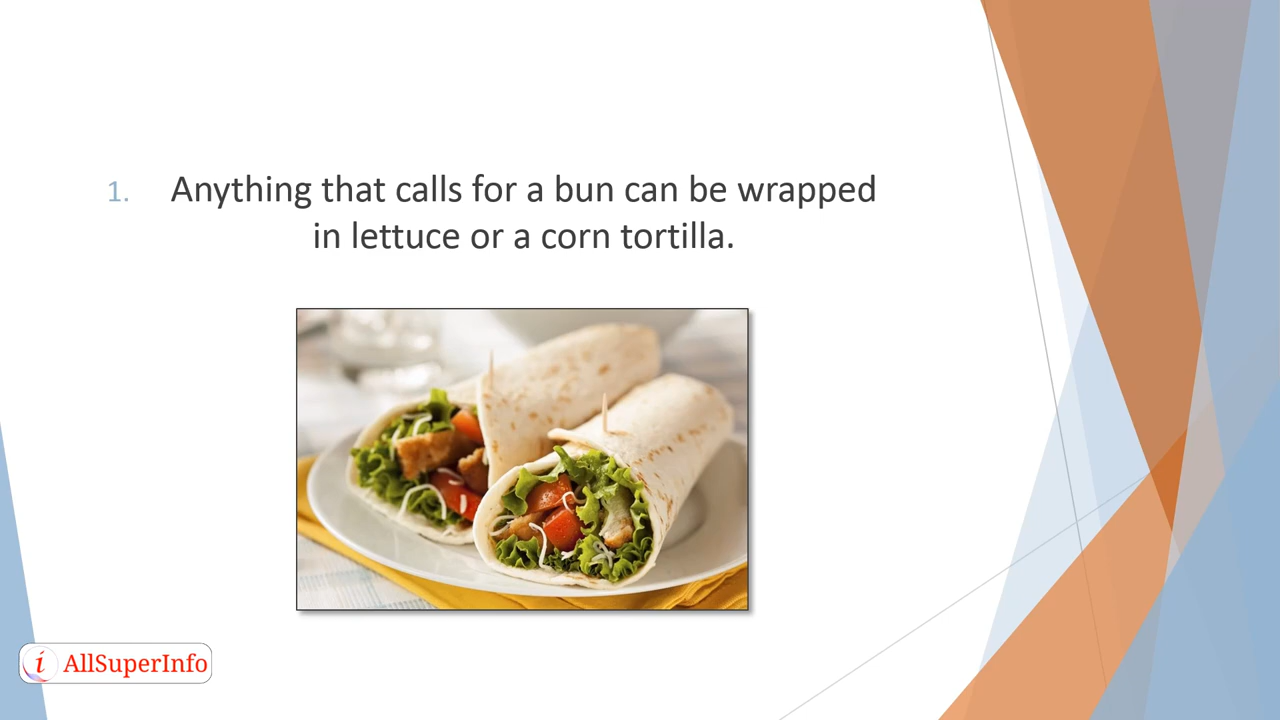 1. Anything that calls for a bun can be wrapped
in lettuce or a corn tortilla.
i AllSuperInfo